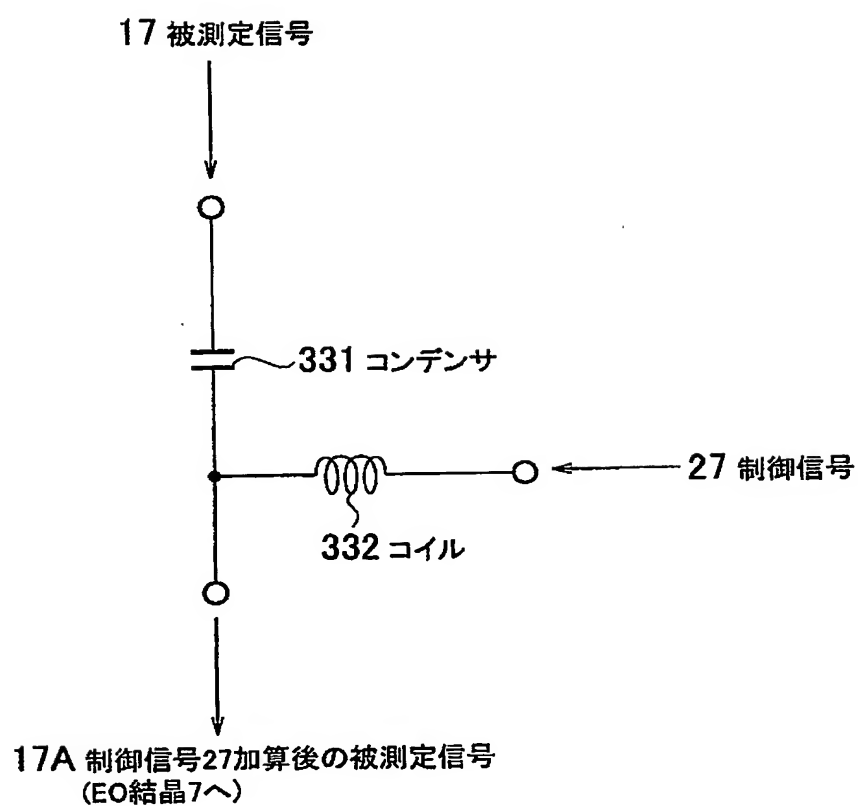 17 被測定信号
331 コンデンサ
27 制御信号
332 コイル
17A 制御信号27加算後の被測定信号
(EO結晶7へ)